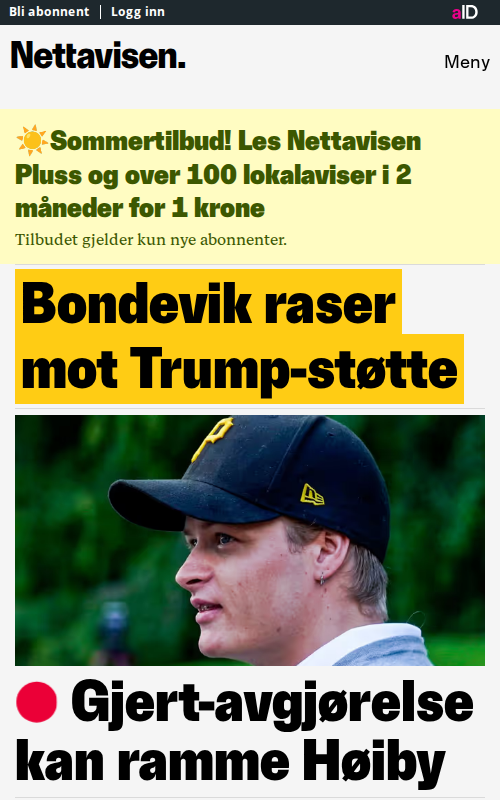 Bli abonnent | Logg inn aID
Nettavisen.
Meny
☀️Sommertilbud! Les Nettavisen
Pluss og over 100 lokalaviser i 2
måneder for 1 krone
Tilbudet gjelder kun nye abonnenter.
Bondevik raser
mot Trump-støtte
P
NE
Gjert-avgjørelse
kan ramme Høiby